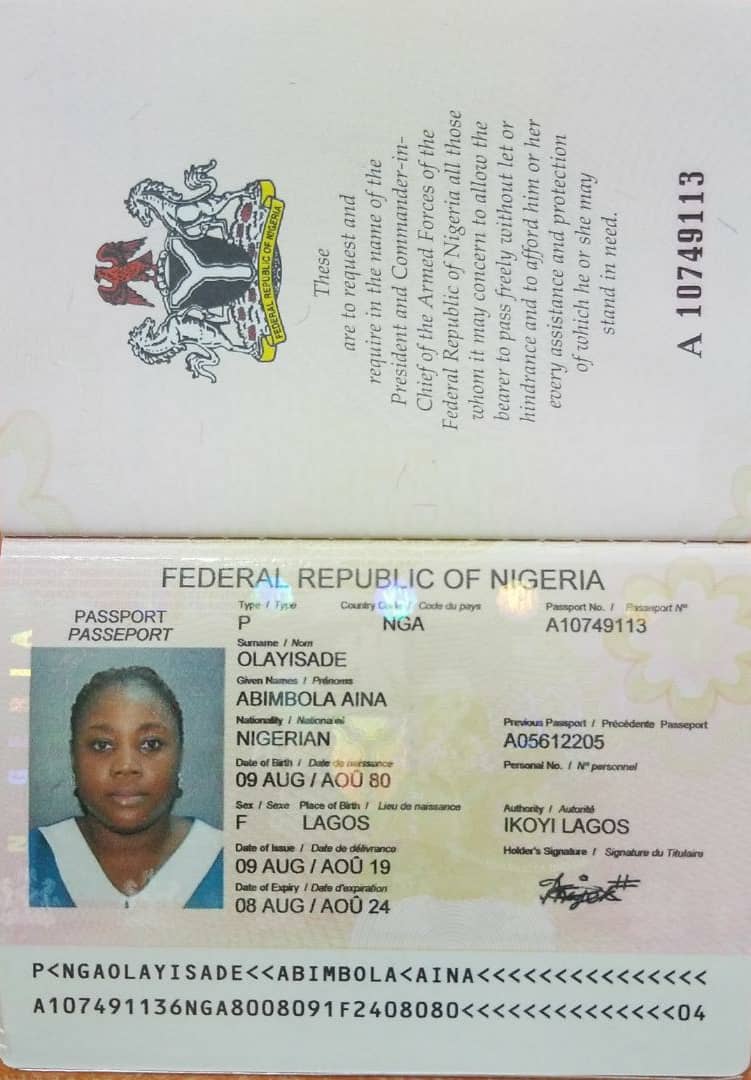 FEDERAL REPUBLIC OF NIGERIA
These
are to request and
require in the name of the
President and Commander-in-
Chief of the Armed Forces of the
Federal Republic of Nigeria all those
whom it may concern to allow the
bearer to pass freely without let or
hindrance and to afford him or her
every assistance and protection
of which he or she may
stand in need.
A 10749113
FEDERAL REPUBLIC OF NIGERIA
PASSPORT
PASSEPORT
Type / Type Country Code / Code du pays Passport No. / Passeport N°
P NGA A10749113
Surname / Nom
OLAYISADE
Given Names / Prénoms
ABIMBOLA AINA
Nationality / Nationalité Previous Passport / Précédente Passeport
NIGERIAN A05612205
Date of Birth / Date de naissance Personal No. / N° personnel
09 AUG / AOÛ 80
Sex / Sexe Place of Birth / Lieu de naissance Authority / Autorité
F LAGOS IKOYI LAGOS
Date of Issue / Date de délivrance Holder's Signature / Signature du Titulaire
09 AUG / AOÛ 19
Date of Expiry / Date d'expiration
08 AUG / AOÛ 24
P<NGAOLAYISADE<<ABIMBOLA<AINA<<<<<<<<<<<<<<<
A107491136NGA8008091F2408080<<<<<<<<<<<<<<04